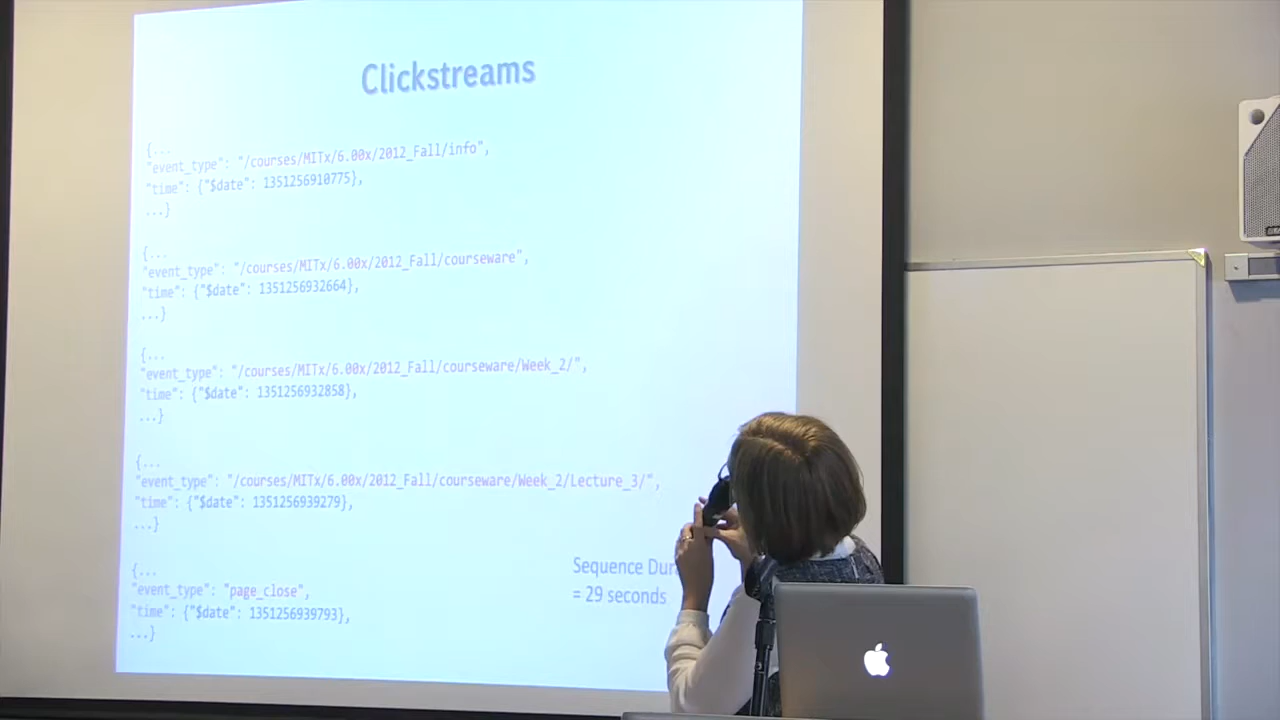 Clickstreams
{...
"event_type": "/courses/MITx/6.00x/2012_Fall/info",
"time": {"$date": 1351256910775},
...}
{...
"event_type": "/courses/MITx/6.00x/2012_Fall/courseware",
"time": {"$date": 1351256932664},
...}
{...
"event_type": "/courses/MITx/6.00x/2012_Fall/courseware/Week_2/",
"time": {"$date": 1351256932858},
...}
{...
"event_type": "/courses/MITx/6.00x/2012_Fall/courseware/Week_2/Lecture_3/",
"time": {"$date": 1351256939279},
...}
{...
"event_type": "page_close",
"time": {"$date": 1351256939793},
...}
Sequence
= 29 seconds